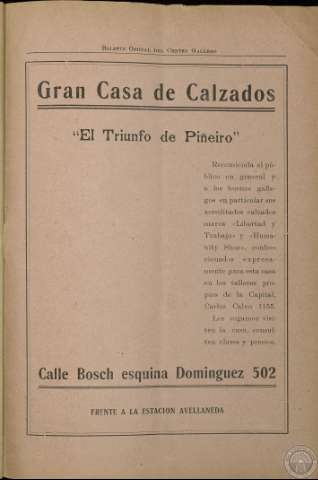 Boletin Oficial del Centro Gallego
Gran Casa de Calzados
"El Triunfo de Piñeiro"
Recomienda al pú-
blico en general y
a los buenos galle-
gos en particular sus
acreditados calzados
marca «Libertad y
Trabajo» y «Huma-
nity Shoe», confec-
cionados expresa-
mente para esta casa
en los talleres pro-
pios de la Capital,
Carlos Calvo 1155.
Les rogamos visi-
ten la casa, consul-
ten clases y precios.
Calle Bosch esquina Dominguez 502
FRENTE A LA ESTACION AVELLANEDA